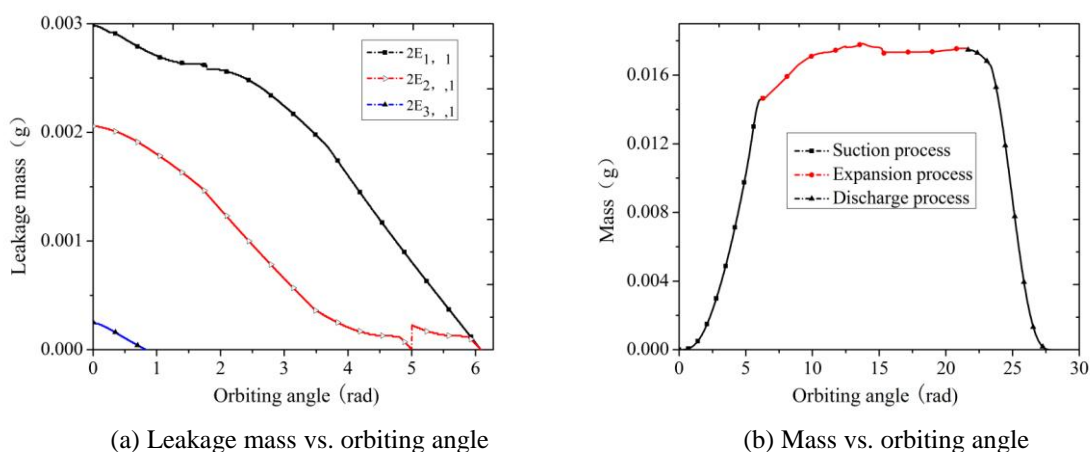 0.003
0.002
0.001
0.000
Leakage mass（g）
0 1 2 3 4 5 6
Orbiting angle（rad)
2E1，1
2E2，,1
2E3，,1
(a) Leakage mass vs. orbiting angle
0.016
0.012
0.008
0.004
0.000
Mass（g）
0 5 10 15 20 25 30
Orbiting angle（rad)
Suction process
Expansion process
Discharge process
(b) Mass vs. orbiting angle